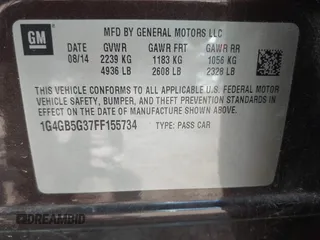 MFD BY GENERAL MOTORS LLC
GM
DATE GVWR GAWR FRT GAWR RR
08/14 2239 KG 1183 KG 1056 KG
4936 LB 2608 LB 2328 LB
THIS VEHICLE CONFORMS TO ALL APPLICABLE U.S. FEDERAL MOTOR
VEHICLE SAFETY, BUMPER, AND THEFT PREVENTION STANDARDS
IN EFFECT ON THE DATE OF MANUFACTURE SHOWN ABOVE.
1G4GB5G37FF155734 TYPE: PASS CAR
DREAMBID